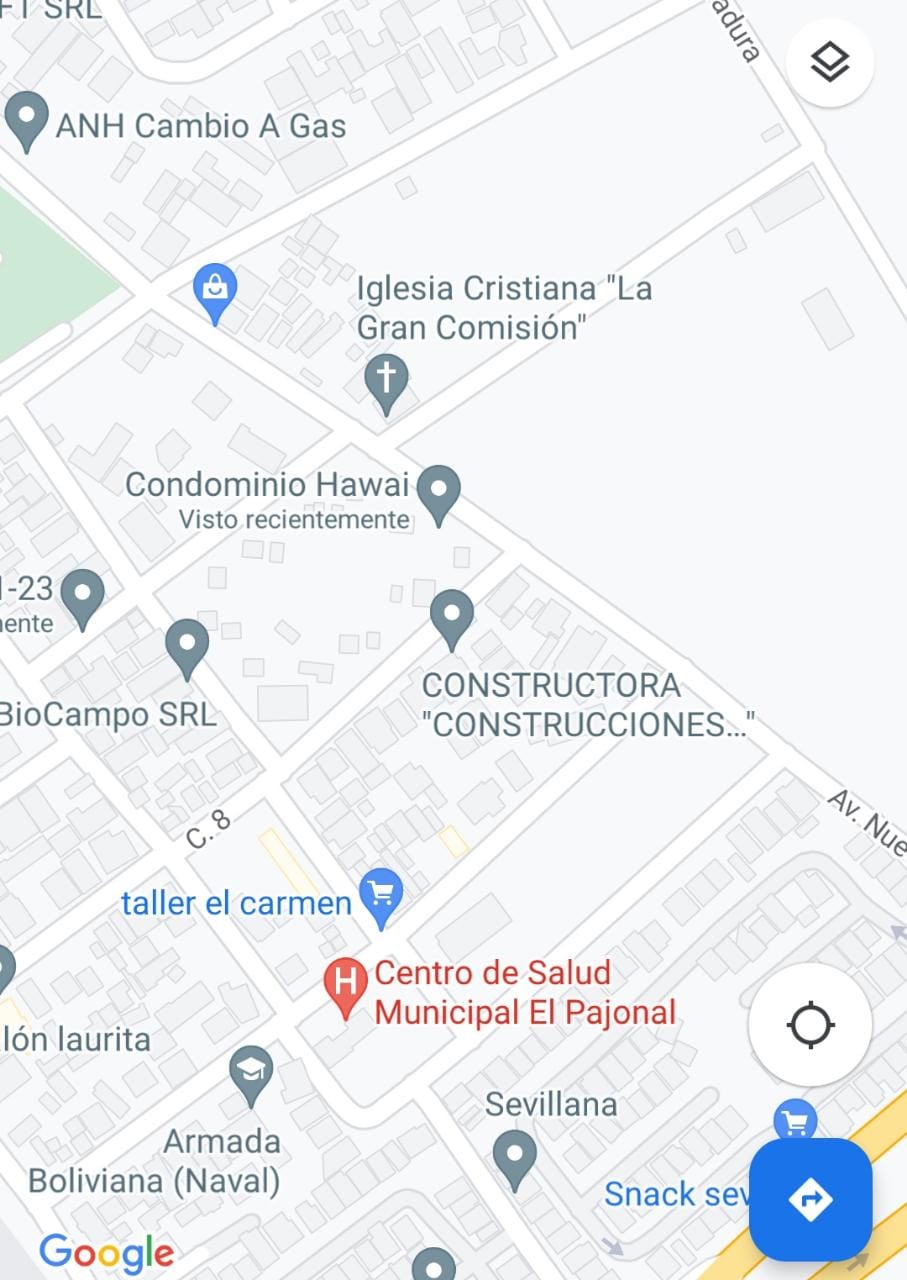 FT SRL
adura
ANH Cambio A Gas
Iglesia Cristiana "La
Gran Comisión"
Condominio Hawai
Visto recientemente
1-23
mente
BioCampo SRL
CONSTRUCTORA
"CONSTRUCCIONES..."
C. 8
Av. Nue
taller el carmen
H
Centro de Salud
Municipal El Pajonal
lón laurita
Armada
Boliviana (Naval)
Sevillana
Snack sev
Google